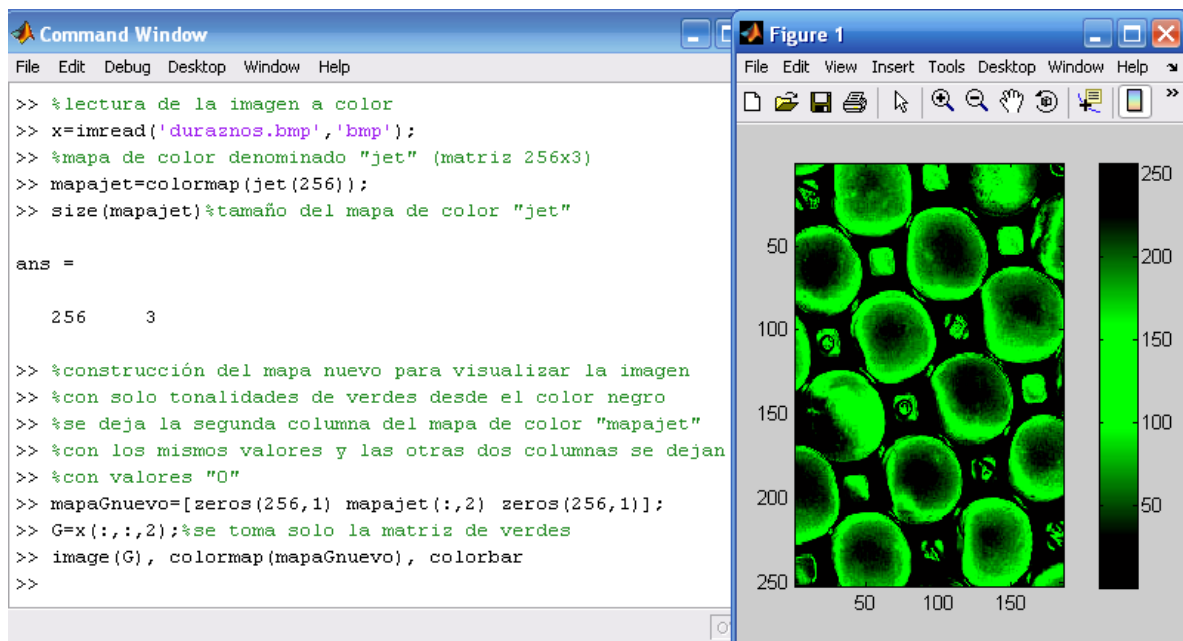 Command Window
File Edit Debug Desktop Window Help
>> %lectura de la imagen a color
>> x=imread('duraznos.bmp','bmp');
>> %mapa de color denominado "jet" (matriz 256x3)
>> mapajet=colormap(jet(256));
>> size(mapajet)%tamaño del mapa de color "jet"
ans =
256 3
>> %construcción del mapa nuevo para visualizar la imagen
>> %con solo tonalidades de verdes desde el color negro
>> %se deja la segunda columna del mapa de color "mapajet"
>> %con los mismos valores y las otras dos columnas se dejan
>> %con valores "0"
>> mapaGnuevo=[zeros(256,1) mapajet(:,2) zeros(256,1)];
>> G=x(:,:,2);%se toma solo la matriz de verdes
>> image(G), colormap(mapaGnuevo), colorbar
>>
Figure 1
File Edit View Insert Tools Desktop Window Help
50
100
150
200
250
50 100 150
250
200
150
100
50